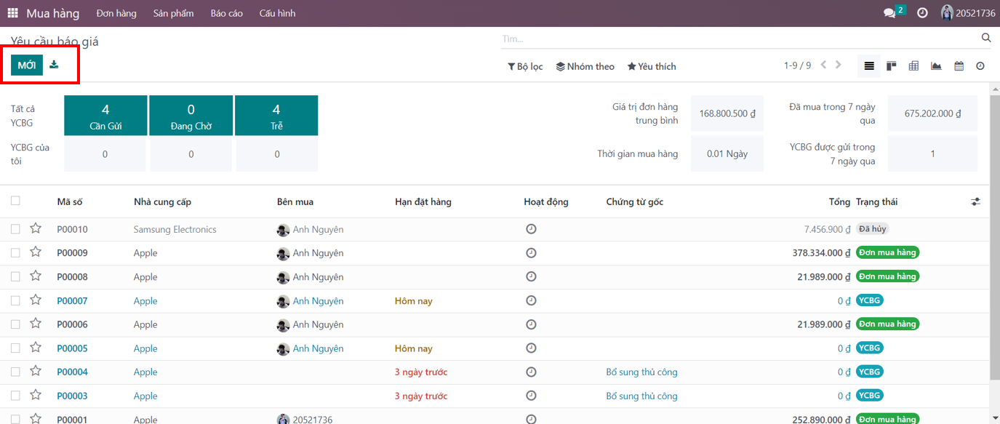 Mua hàng Đơn hàng Sản phẩm Báo cáo Cấu hình 2 20521736
Yêu cầu báo giá Tìm...
MỚI Bộ lọc Nhóm theo Yêu thích 1-9 / 9
Tất cả YCBG 4 Cần Gửi 0 Đang Chờ 4 Trễ
YCBG của tôi 0 0 0
Giá trị đơn hàng trung bình 168.800.500 ₫ Đã mua trong 7 ngày qua 675.202.000 ₫
Thời gian mua hàng 0.01 Ngày YCBG được gửi trong 7 ngày qua 1
Mã số Nhà cung cấp Bên mua Hạn đặt hàng Hoạt động Chứng từ gốc Tổng Trạng thái
P00010 Samsung Electronics Anh Nguyên 7.456.900 ₫ Đã hủy
P00009 Apple Anh Nguyên 378.334.000 ₫ Đơn mua hàng
P00008 Apple Anh Nguyên 21.989.000 ₫ Đơn mua hàng
P00007 Apple Anh Nguyên Hôm nay 0 ₫ YCBG
P00006 Apple Anh Nguyên 21.989.000 ₫ Đơn mua hàng
P00005 Apple Anh Nguyên Hôm nay 0 ₫ YCBG
P00004 Apple 3 ngày trước Bổ sung thủ công 0 ₫ YCBG
P00003 Apple 3 ngày trước Bổ sung thủ công 0 ₫ YCBG
P00001 Apple 20521736 252.890.000 ₫ Đơn mua hàng